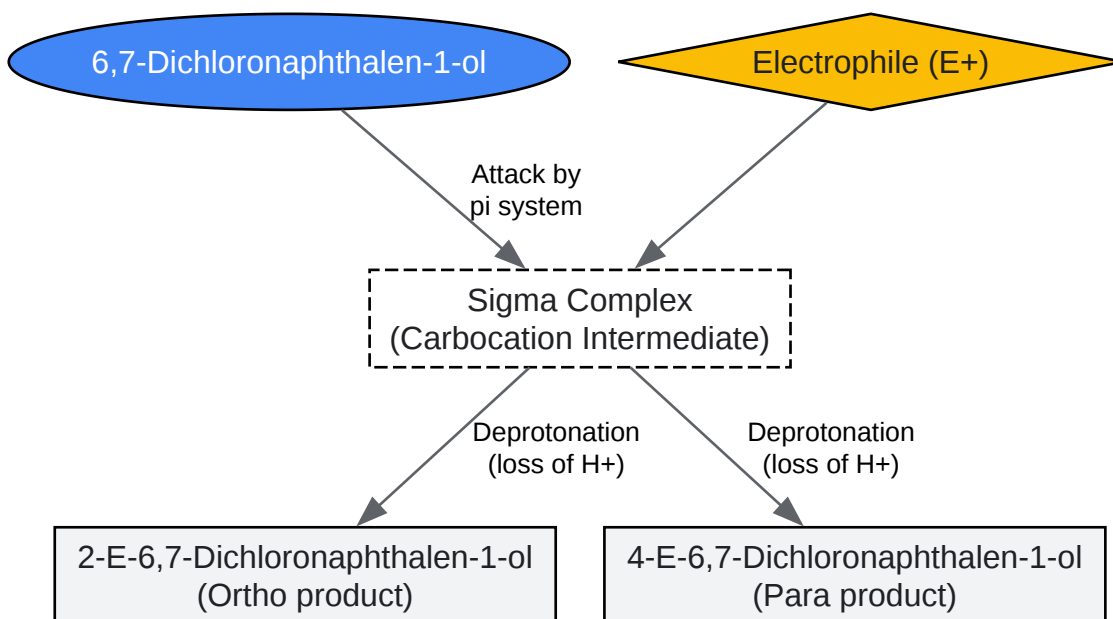 6,7-Dichloronaphthalen-1-ol
Electrophile (E+)
Attack by
pi system
Sigma Complex
(Carbocation Intermediate)
Deprotonation
(loss of H+)
Deprotonation
(loss of H+)
2-E-6,7-Dichloronaphthalen-1-ol
(Ortho product)
4-E-6,7-Dichloronaphthalen-1-ol
(Para product)